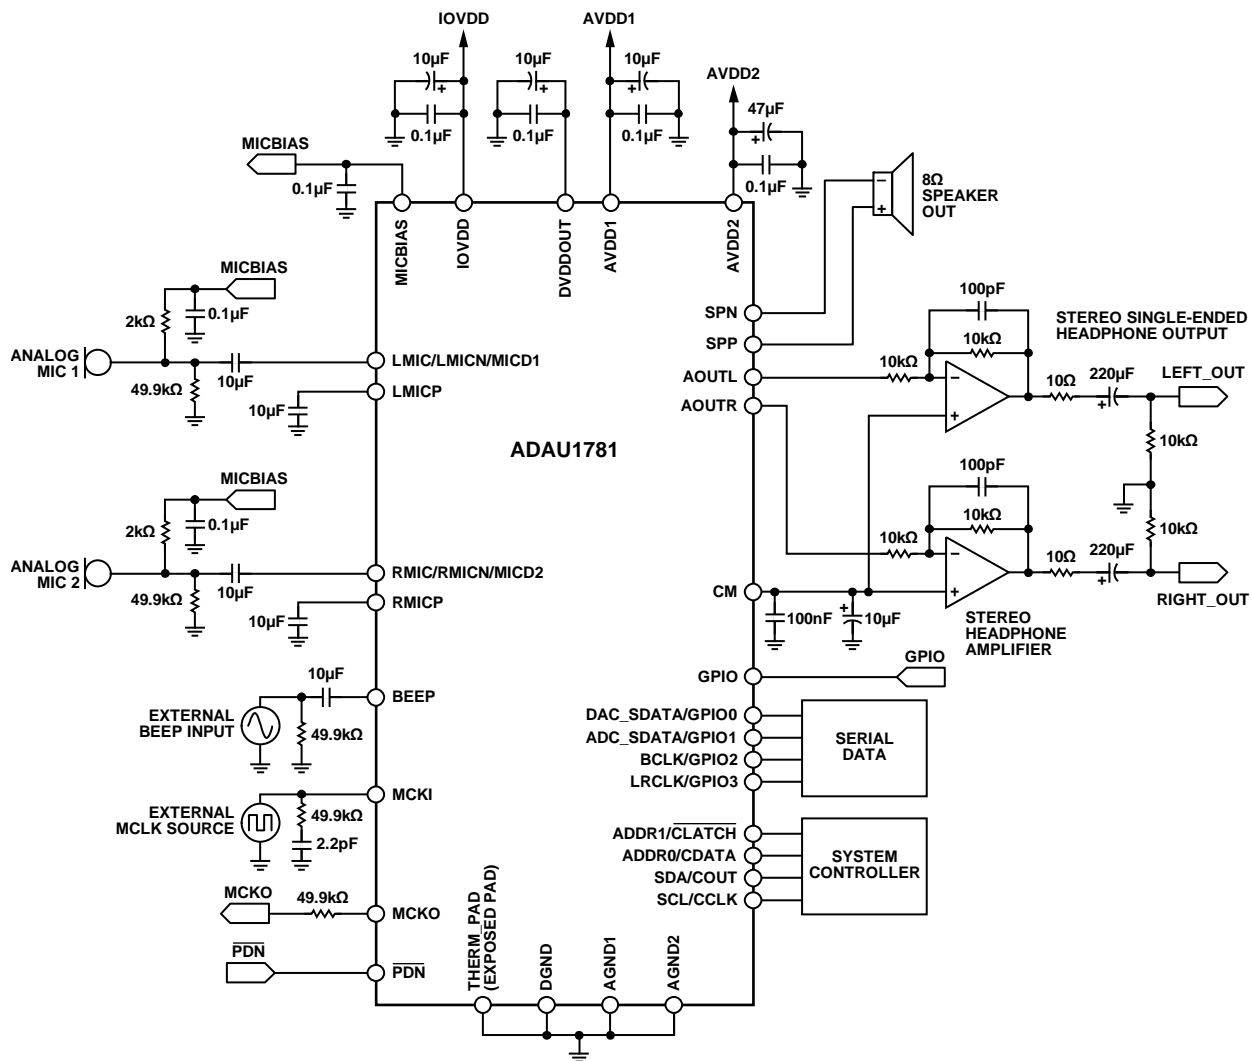 IOVDD
AVDD1
10µF
10µF
10µF
AVDD2
+
+
+
47µF
+
0.1µF
0.1µF
0.1µF
0.1µF
MICBIAS
0.1µF
8Ω
SPEAKER
OUT
−
+
MICBIAS
IOVDD
DVDDOUT
AVDD1
AVDD2
MICBIAS
0.1µF
2kΩ
ANALOG
MIC 1
49.9kΩ
10µF
LMIC/LMICN/MICD1
10µF
LMICP
SPN
SPP
AOUTL
AOUTR
100pF
10kΩ
10kΩ
−
+
STEREO SINGLE-ENDED
HEADPHONE OUTPUT
10Ω
220µF
+
LEFT_OUT
10kΩ
ADAU1781
MICBIAS
0.1µF
2kΩ
ANALOG
MIC 2
49.9kΩ
10µF
RMIC/RMICN/MICD2
10µF
RMICP
100pF
10kΩ
10kΩ
−
+
10kΩ
10Ω
220µF
+
RIGHT_OUT
CM
100nF
+
10µF
STEREO
HEADPHONE
AMPLIFIER
GPIO
GPIO
10µF
BEEP
EXTERNAL
BEEP INPUT
49.9kΩ
DAC_SDATA/GPIO0
ADC_SDATA/GPIO1
BCLK/GPIO2
LRCLK/GPIO3
SERIAL
DATA
MCKI
EXTERNAL
MCLK SOURCE
49.9kΩ
2.2pF
ADDR1/CLATCH
ADDR0/CDATA
SDA/COUT
SCL/CCLK
SYSTEM
CONTROLLER
MCKO
49.9kΩ
MCKO
PDN
PDN
THERM_PAD
(EXPOSED PAD)
DGND
AGND1
AGND2